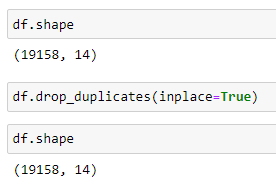 df.shape
(19158, 14)
df.drop_duplicates(inplace=True)
df.shape
(19158, 14)